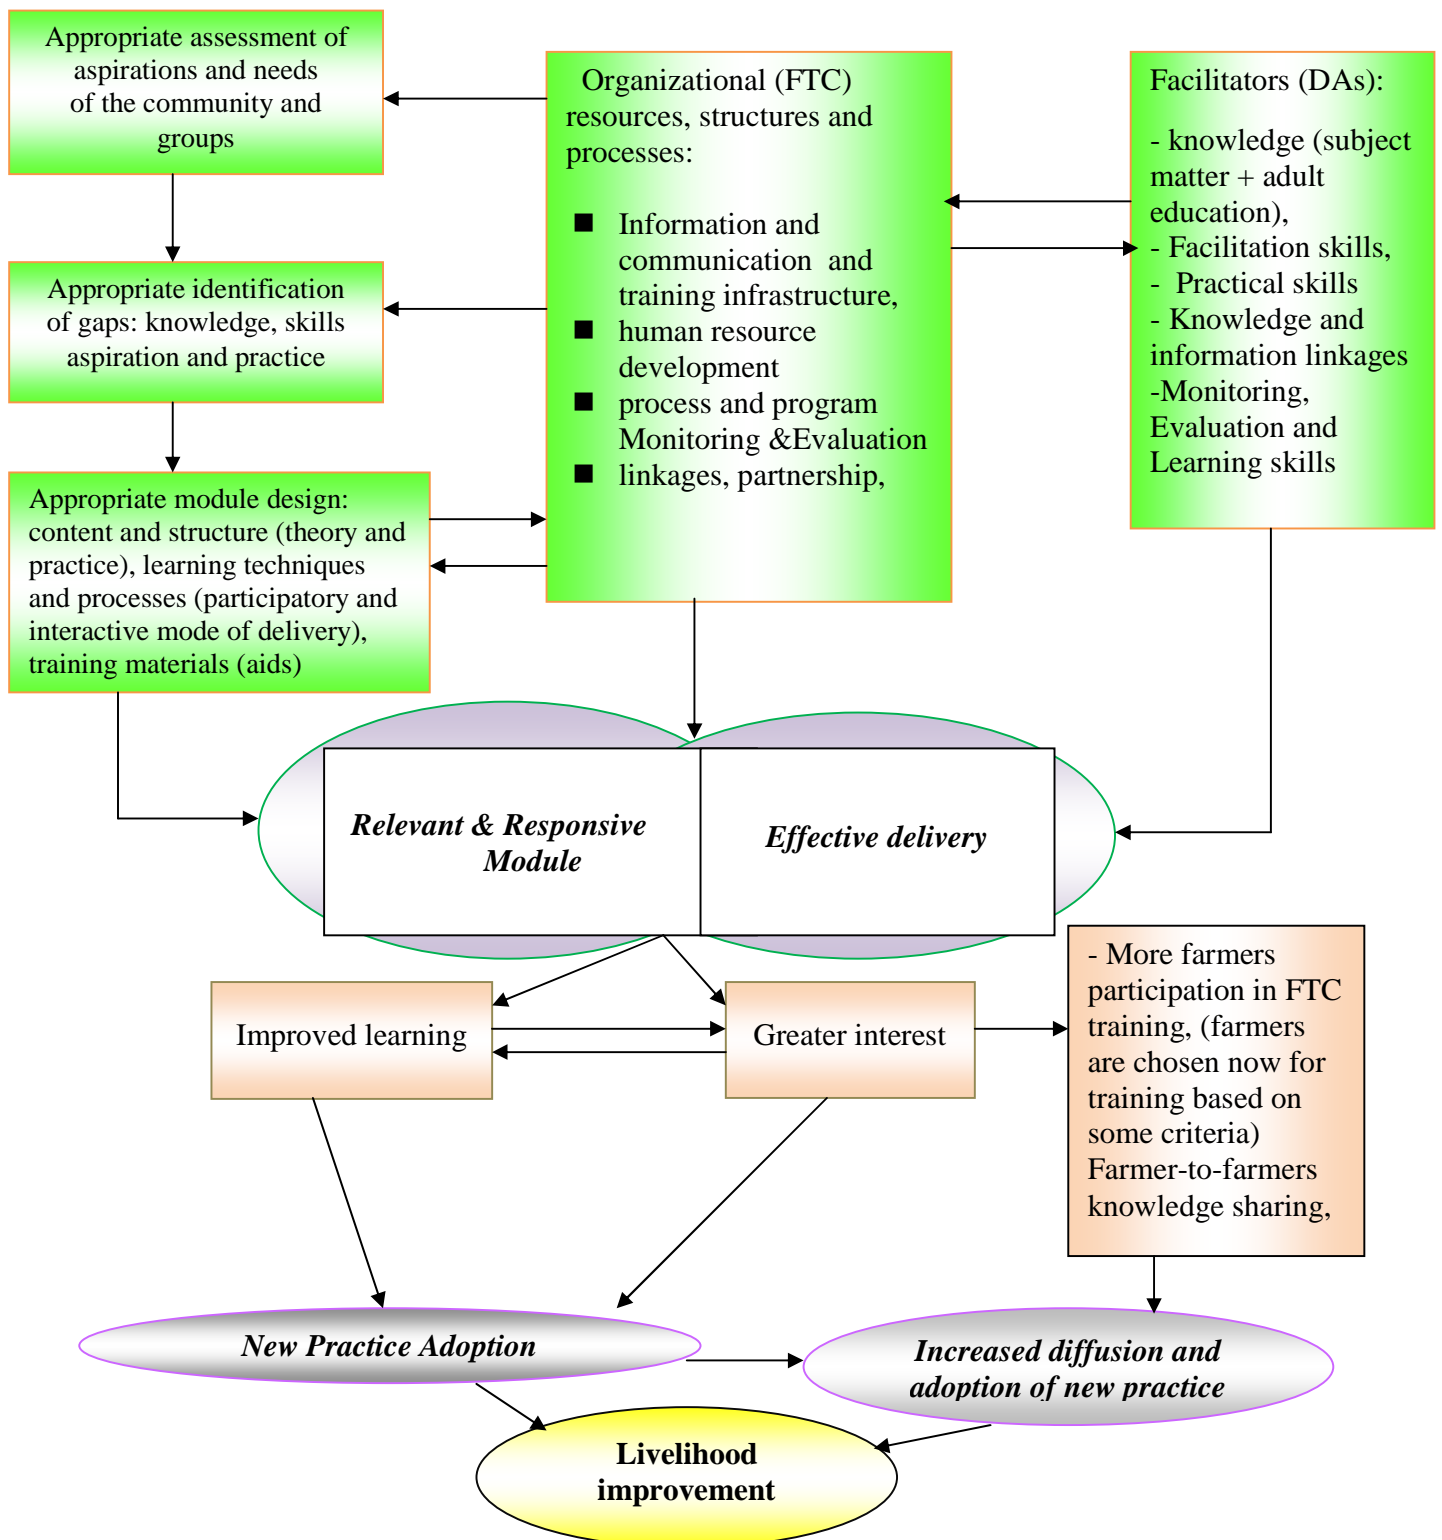 Appropriate assessment of
aspirations and needs
of the community and
groups
Appropriate identification
of gaps: knowledge, skills
aspiration and practice
Appropriate module design:
content and structure (theory and
practice), learning techniques
and processes (participatory and
interactive mode of delivery),
training materials (aids)
Organizational (FTC)
resources, structures and
processes:
■ Information and
communication and
training infrastructure,
■ human resource
development
■ process and program
Monitoring &Evaluation
■ linkages, partnership,
Facilitators (DAs):
- knowledge (subject
matter + adult
education),
- Facilitation skills,
- Practical skills
- Knowledge and
information linkages
-Monitoring,
Evaluation and
Learning skills
Relevant & Responsive
Module
Effective delivery
Improved learning
Greater interest
- More farmers
participation in FTC
training, (farmers
are chosen now for
training based on
some criteria)
Farmer-to-farmers
knowledge sharing,
New Practice Adoption
Increased diffusion and
adoption of new practice
Livelihood
improvement